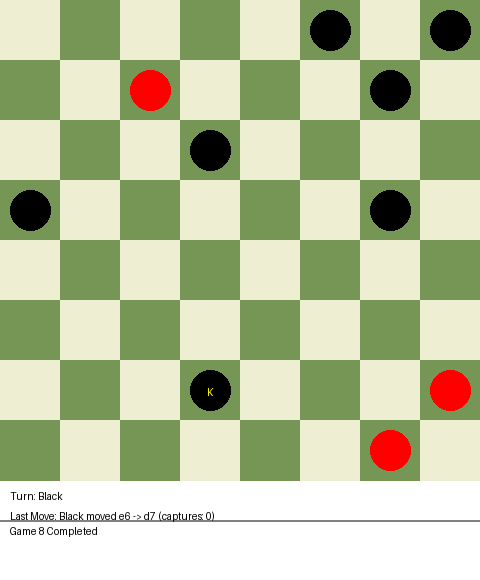 K
Turn: Black
Last Move: Black moved e6 -> d7 (captures: 0)
Game 8 Completed